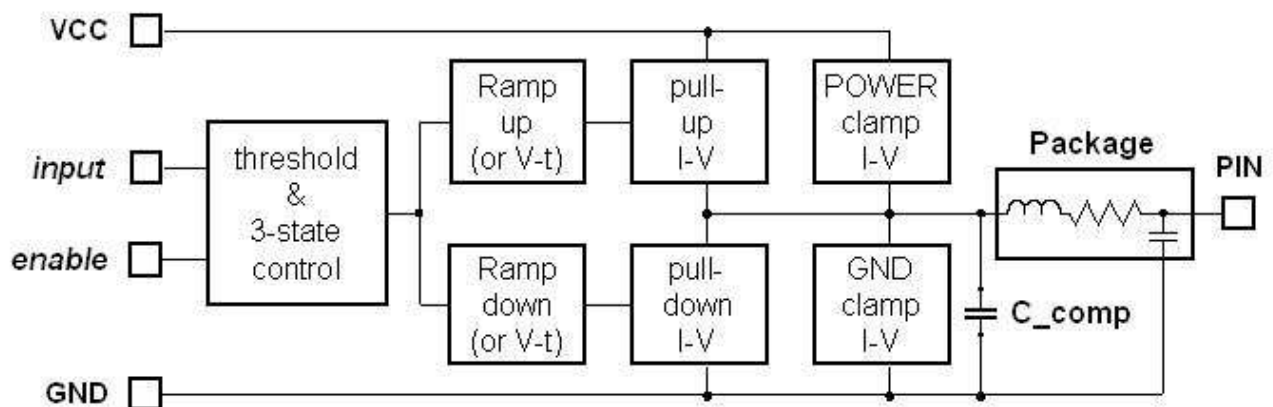 VCC
Ramp
up
(or V-t)
pull-
up
I-V
POWER
clamp
I-V
Package
PIN
input
enable
threshold
&
3-state
control
Ramp
down
(or V-t)
pull-
down
I-V
GND
clamp
I-V
C_comp
GND